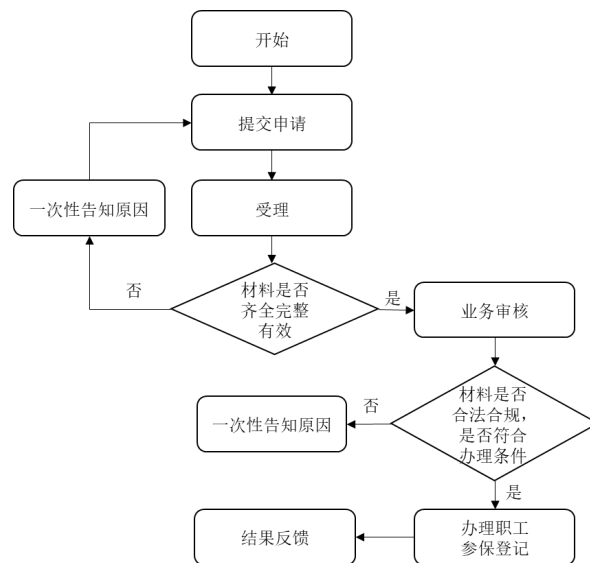 开始
提交申请
一次性告知原因
受理
否
材料是否
齐全完整
有效
是
业务审核
一次性告知原因
否
材料是否
合法合规，
是否符合
办理条件
是
结果反馈
办理职工
参保登记